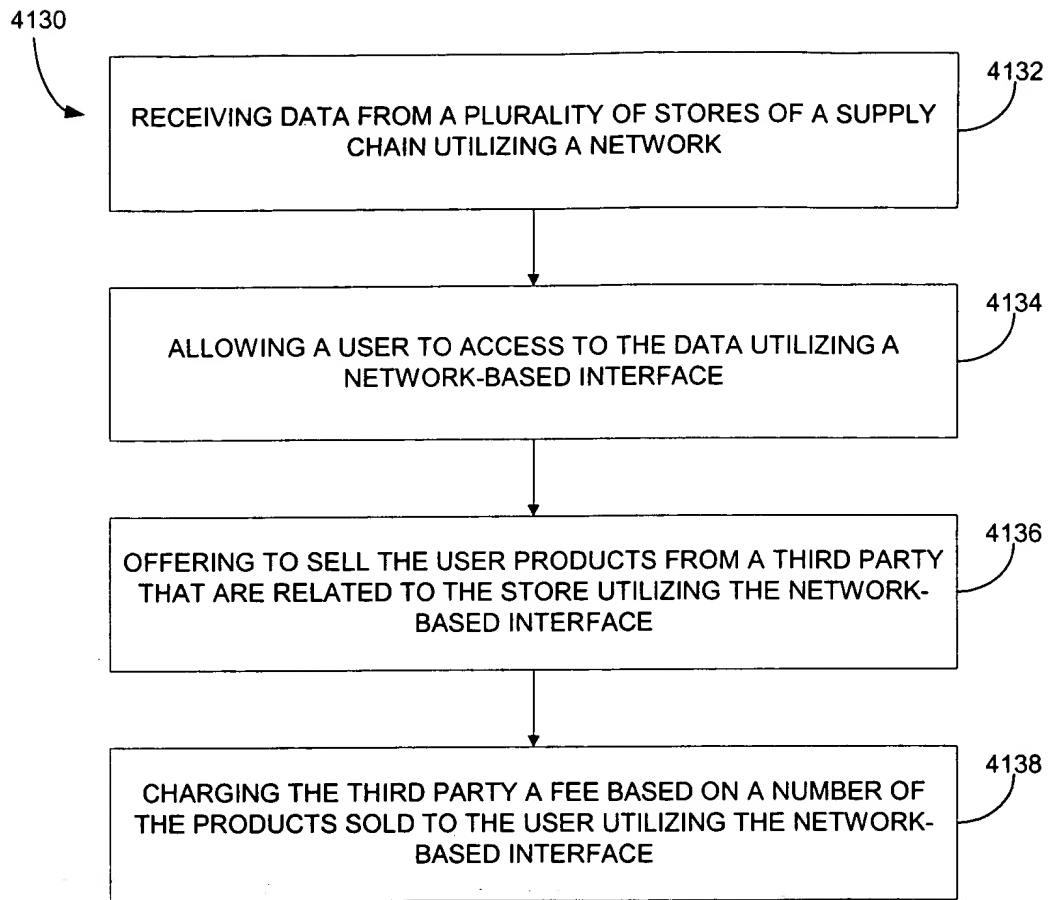 4130
4132
RECEIVING DATA FROM A PLURALITY OF STORES OF A SUPPLY
CHAIN UTILIZING A NETWORK
4134
ALLOWING A USER TO ACCESS TO THE DATA UTILIZING A
NETWORK-BASED INTERFACE
4136
OFFERING TO SELL THE USER PRODUCTS FROM A THIRD PARTY
THAT ARE RELATED TO THE STORE UTILIZING THE NETWORK-
BASED INTERFACE
4138
CHARGING THE THIRD PARTY A FEE BASED ON A NUMBER OF
THE PRODUCTS SOLD TO THE USER UTILIZING THE NETWORK-
BASED INTERFACE